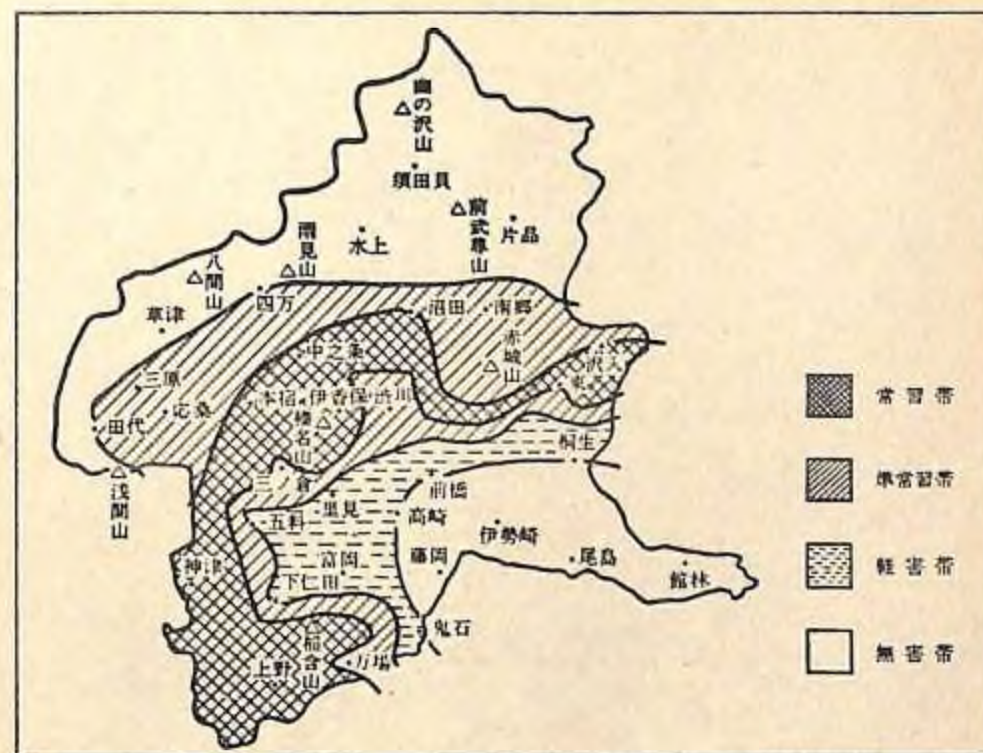 幽の沢山
須田貝
前武尊山
片品
水上
雨見山
八間山
四万
草津
沼田
南郷
赤城山
沢入
東
中之条
三原
応桑
田代
浅間山
本宿
伊香保
渋川
榛名山
桐生
三ノ倉
里見
前橋
五料
高崎
伊勢崎
富岡
藤岡
尾島
館林
神津
下仁田
鬼石
稲含山
上野
万場
常習帯
準常習帯
軽害帯
無害帯